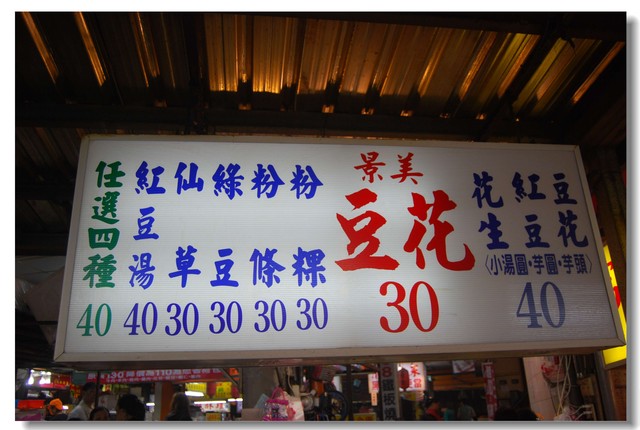 任選四種 40
紅豆湯 40
仙草 30
綠豆 30
粉條 30
粉粿 30
景美
豆花
30
花生 紅豆 豆花
〈小湯圓·芋圓·芋頭〉
40